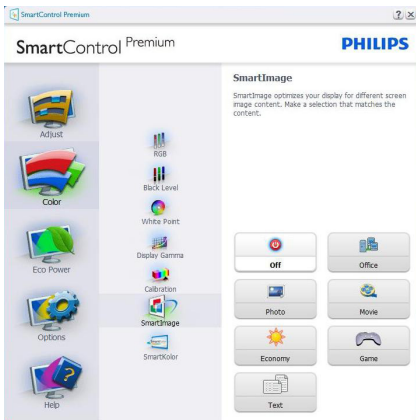 SmartControl Premium
SmartControl Premium
PHILIPS
Adjust
Color
Eco Power
Options
Help
RGB
Black Level
White Point
Display Gamma
Calibration
SmartImage
SmartKolor
SmartImage
SmartImage optimizes your display for different screen
image content. Make a selection that matches the
content.
Off
Office
Photo
Movie
Economy
Game
Text